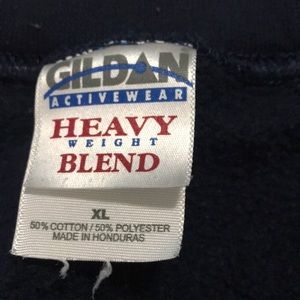 GILDAN
ACTIVEWEAR
HEAVY
WEIGHT
BLEND
XL
50% COTTON / 50% POLYESTER
MADE IN HONDURAS